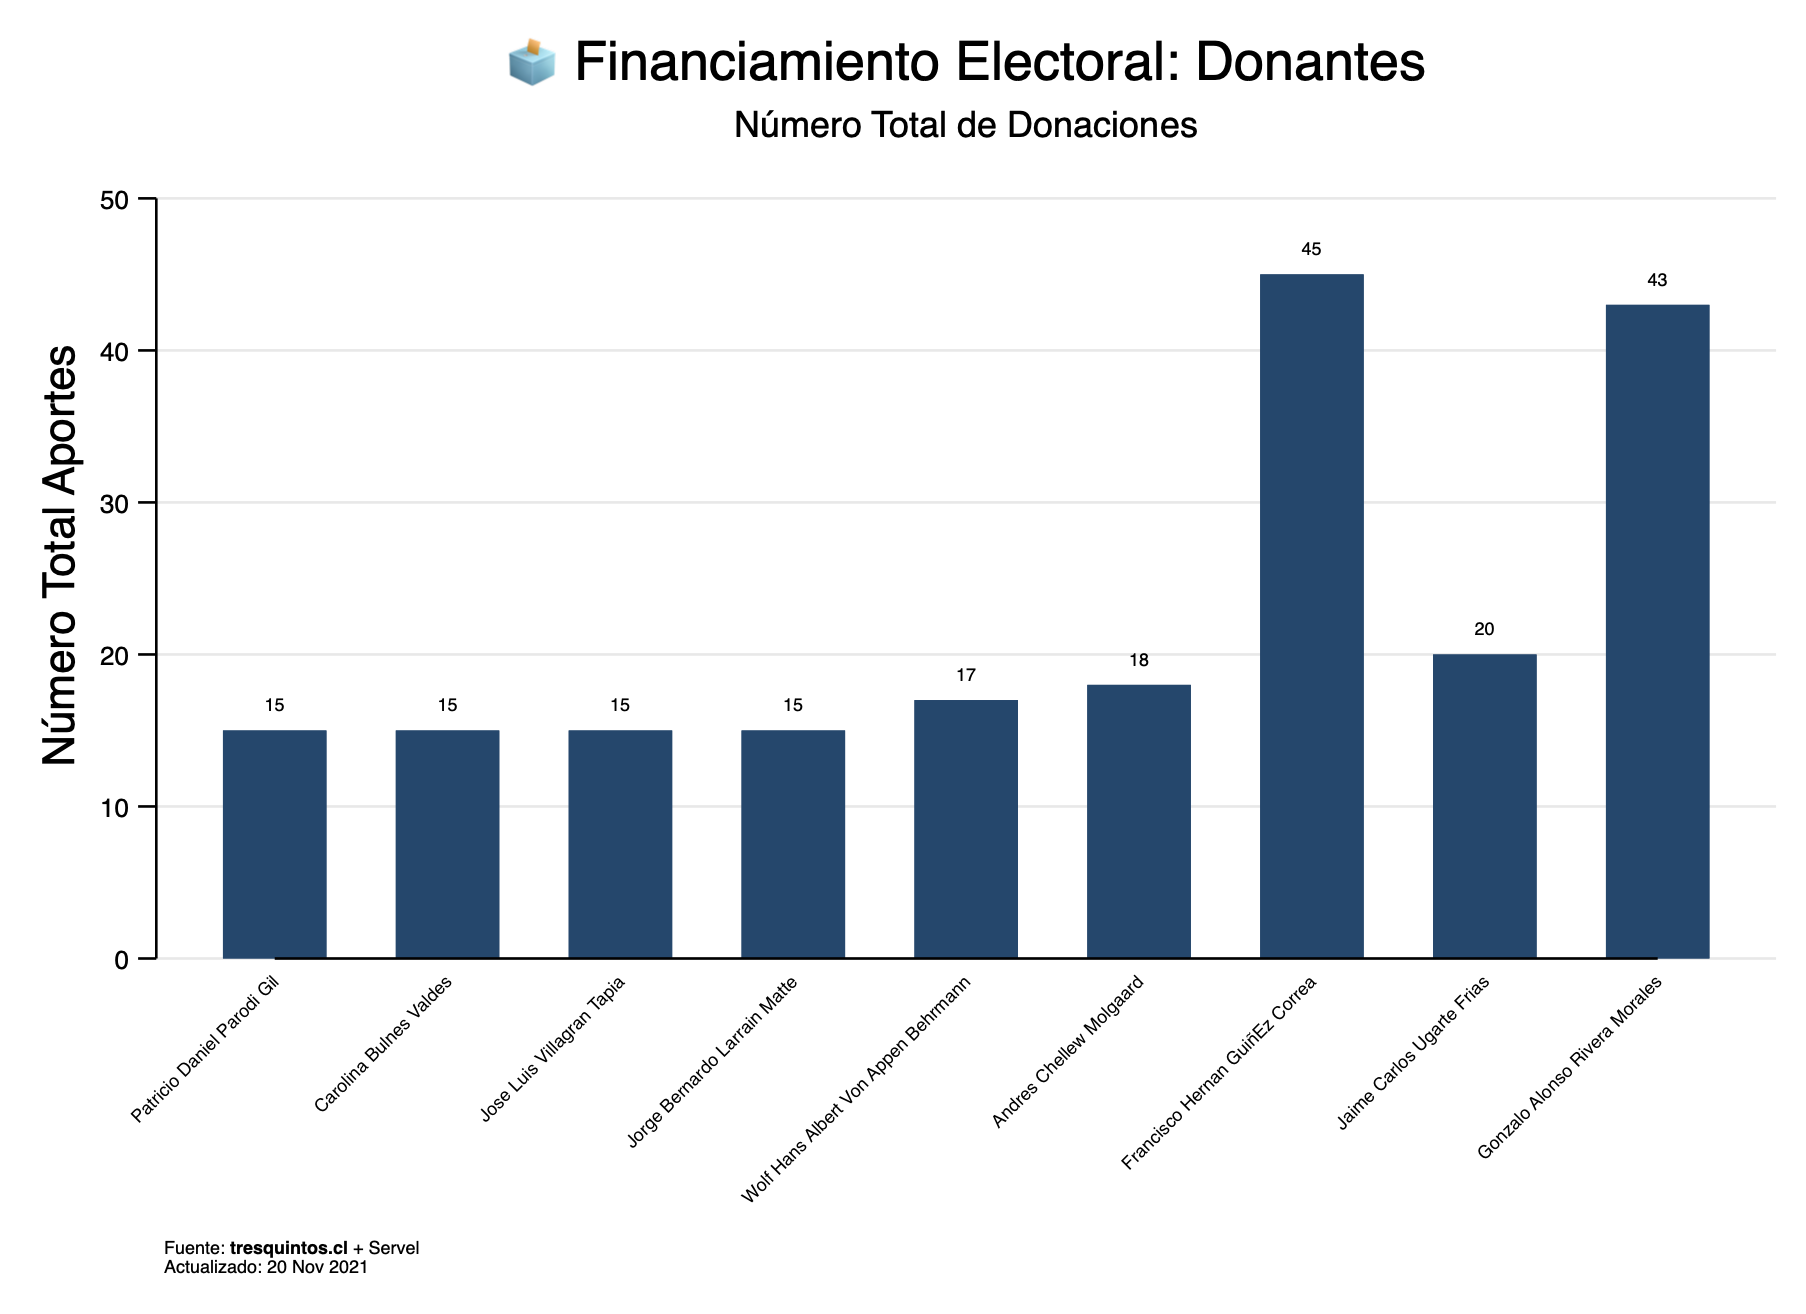 Financiamiento Electoral: Donantes
Número Total de Donaciones
Número Total Aportes
50
40
30
20
10
0
15
15
15
15
17
18
45
20
43
Patricio Daniel Parodi Gil
Carolina Bulnes Valdes
Jose Luis Villagran Tapia
Jorge Bernardo Larrain Matte
Wolf Hans Albert Von Appen Behrmann
Andres Chellew Molgaard
Francisco Hernan GuiñEz Correa
Jaime Carlos Ugarte Frias
Gonzalo Alonso Rivera Morales
Fuente: tresquintos.cl + Servel
Actualizado: 20 Nov 2021